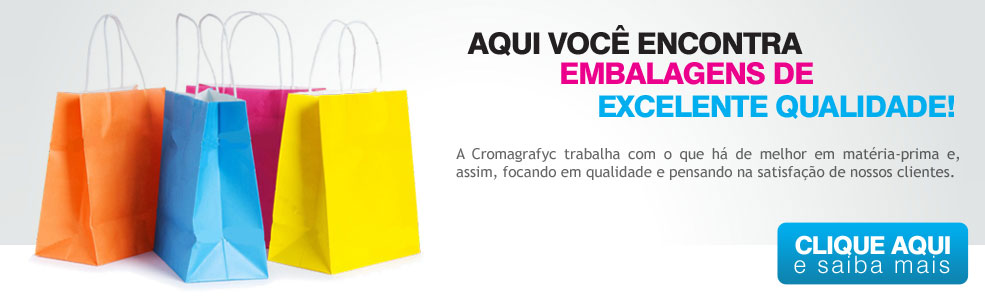 AQUI VOCÊ ENCONTRA
EMBALAGENS DE
EXCELENTE QUALIDADE!
A Cromagrafyc trabalha com o que há de melhor em matéria-prima e,
assim, focando em qualidade e pensando na satisfação de nossos clientes.
CLIQUE AQUI
e saiba mais